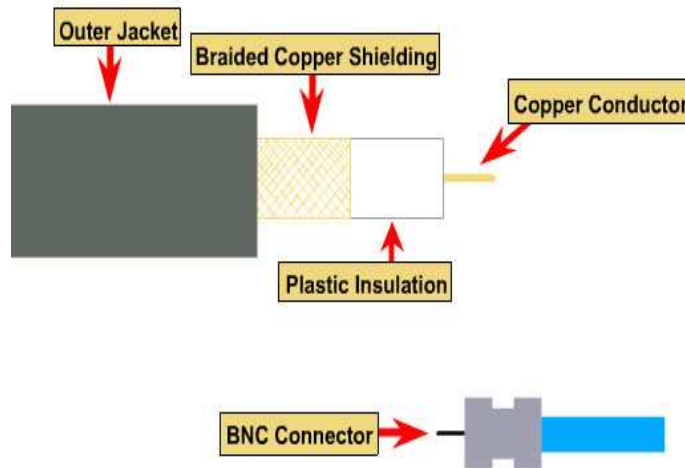 Outer Jacket
Braided Copper Shielding
Copper Conductor
Plastic Insulation
BNC Connector